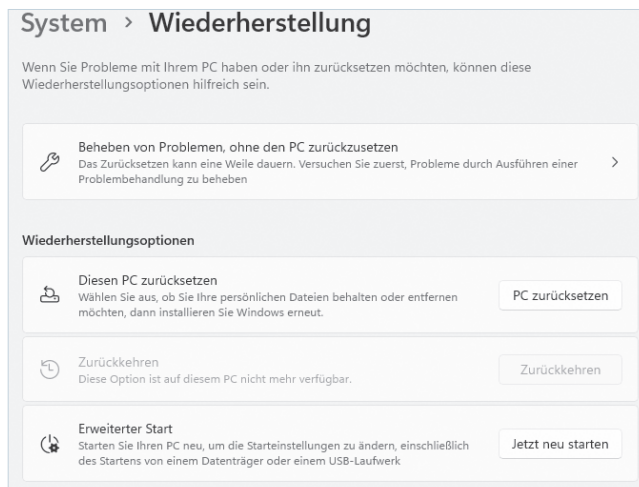 System > Wiederherstellung
Wenn Sie Probleme mit Ihrem PC haben oder ihn zurücksetzen möchten, können diese
Wiederherstellungsoptionen hilfreich sein.
Beheben von Problemen, ohne den PC zurückzusetzen
Das Zurücksetzen kann eine Weile dauern. Versuchen Sie zuerst, Probleme durch Ausführen einer
Problembehandlung zu beheben
Wiederherstellungsoptionen
Diesen PC zurücksetzen
Wählen Sie aus, ob Sie Ihre persönlichen Dateien behalten oder entfernen
möchten, dann installieren Sie Windows erneut.
PC zurücksetzen
Zurückkehren
Diese Option ist auf diesem PC nicht mehr verfügbar.
Zurückkehren
Erweiterter Start
Starten Sie Ihren PC neu, um die Starteinstellungen zu ändern, einschließlich
des Startens von einem Datenträger oder einem USB-Laufwerk
Jetzt neu starten